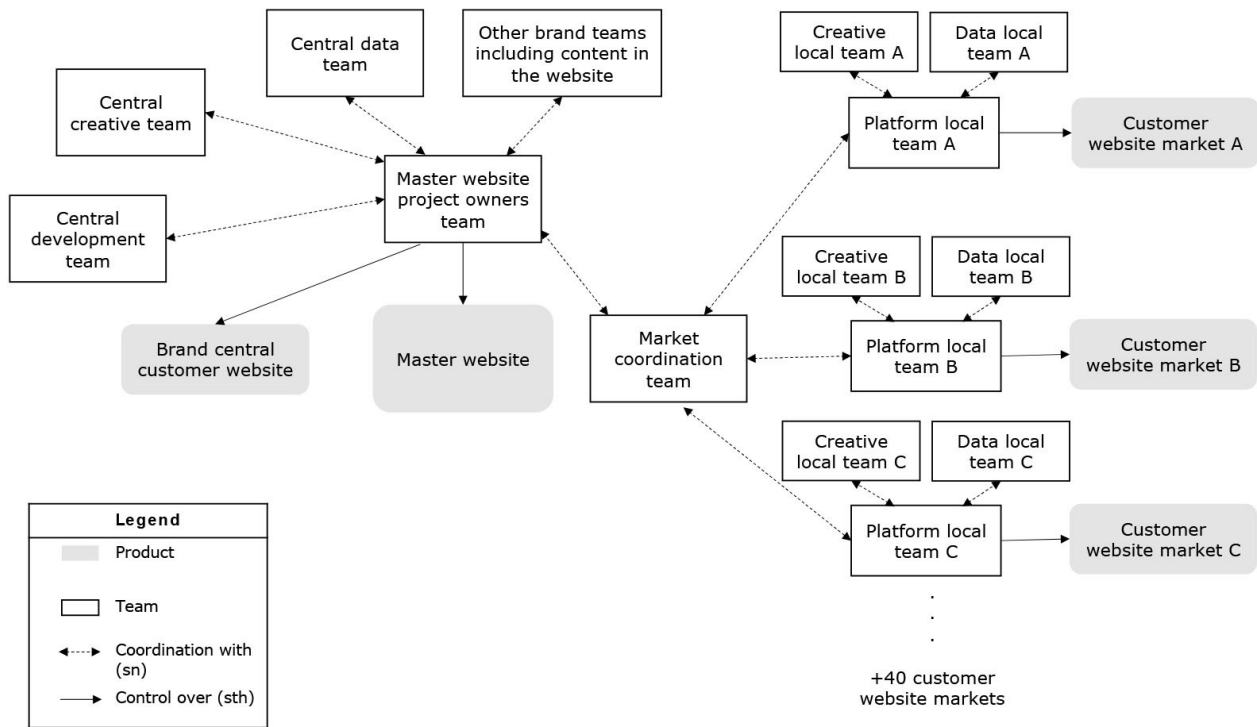 Central data
team
Other brand teams
including content in
the website
Central
creative team
Central
development
team
Master website
project owners
team
Brand central
customer website
Master website
Market
coordination
team
Creative
local team A
Data local
team A
Platform local
team A
Customer
website market A
Creative
local team B
Data local
team B
Platform local
team B
Customer
website market B
Creative
local team C
Data local
team C
Platform local
team C
Customer
website market C
.
.
.
+40 customer
website markets
Legend
Product
Team
Coordination with
(sn)
Control over (sth)